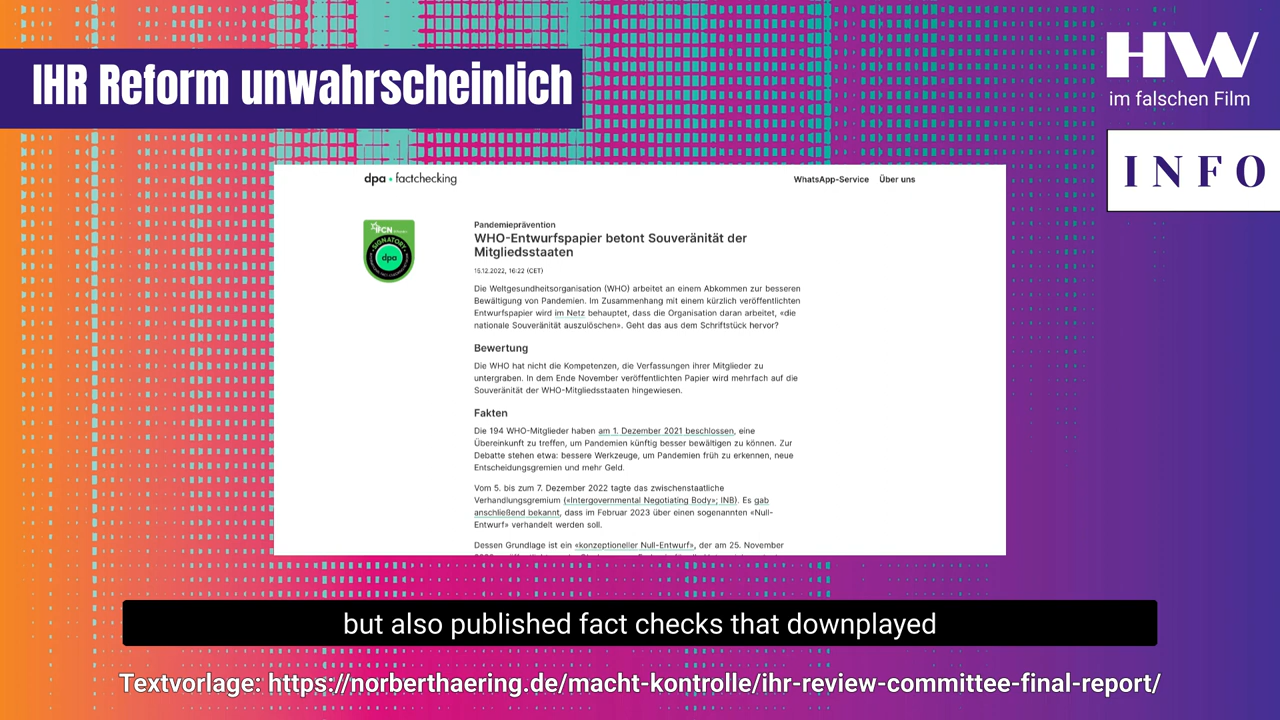 IHR Reform unwahrscheinlich
HW
im falschen Film
INFO
dpa • factchecking
WhatsApp-Service Über uns
IFCN
SIGNATORY
dpa
Pandemieprävention
WHO-Entwurfspapier betont Souveränität der
Mitgliedsstaaten
15.12.2022, 16:22 (CET)
Die Weltgesundheitsorganisation (WHO) arbeitet an einem Abkommen zur besseren
Bewältigung von Pandemien. Im Zusammenhang mit einem kürzlich veröffentlichten
Entwurfspapier wird im Netz behauptet, dass die Organisation daran arbeitet, «die
nationale Souveränität auszulöschen». Geht das aus dem Schriftstück hervor?
Bewertung
Die WHO hat nicht die Kompetenzen, die Verfassungen ihrer Mitglieder zu
untergraben. In dem Ende November veröffentlichten Papier wird mehrfach auf die
Souveränität der WHO-Mitgliedsstaaten hingewiesen.
Fakten
Die 194 WHO-Mitglieder haben am 1. Dezember 2021 beschlossen, eine
Übereinkunft zu treffen, um Pandemien künftig besser bewältigen zu können. Zur
Debatte stehen etwa: bessere Werkzeuge, um Pandemien früh zu erkennen, neue
Entscheidungsgremien und mehr Geld.
Vom 5. bis zum 7. Dezember 2022 tagte das zwischenstaatliche
Verhandlungsgremium («Intergovernmental Negotiating Body»; INB). Es gab
anschließend bekannt, dass im Februar 2023 über einen sogenannten «Null-
Entwurf» verhandelt werden soll.
Dessen Grundlage ist ein «konzeptioneller Null-Entwurf», der am 25. November
but also published fact checks that downplayed
Textvorlage: https://norberthaering.de/macht-kontrolle/ihr-review-committee-final-report/